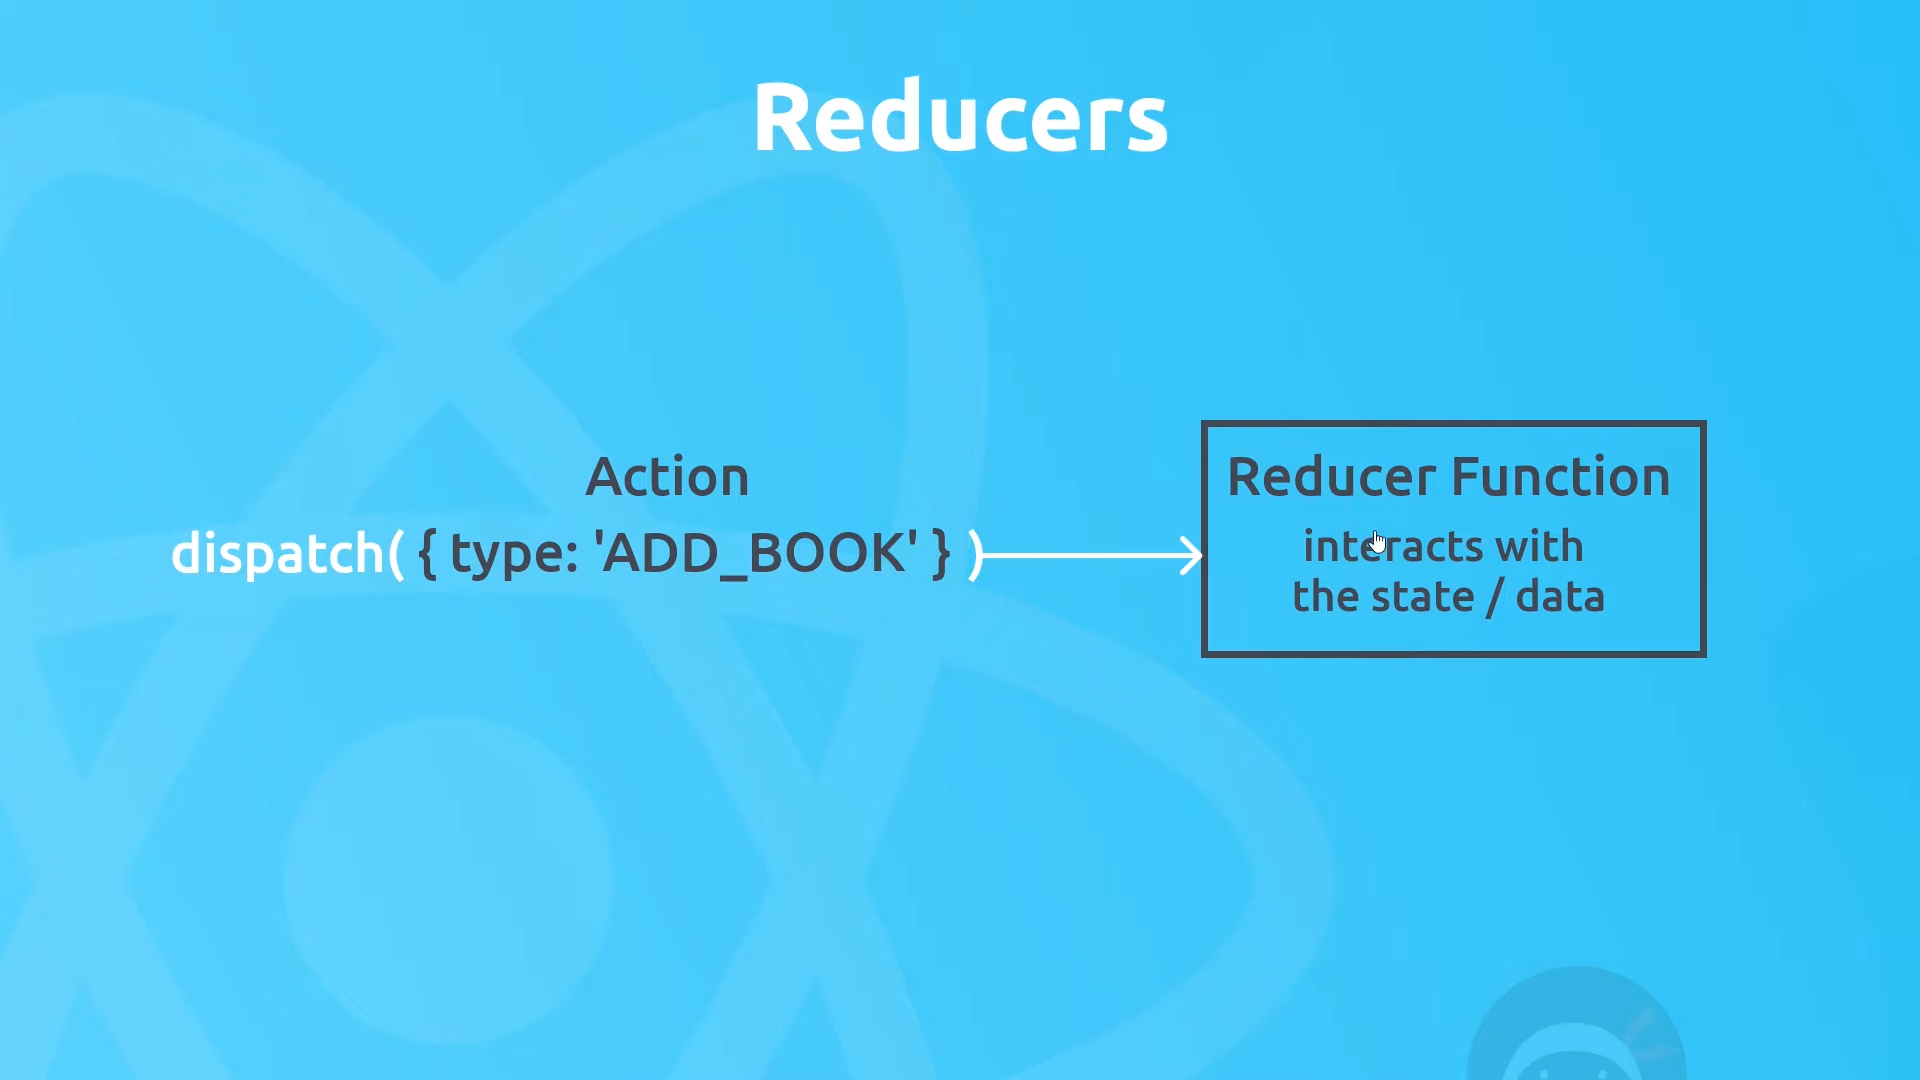 Reducers
Action
dispatch( { type: 'ADD_BOOK' } )
Reducer Function
interacts with
the state / data